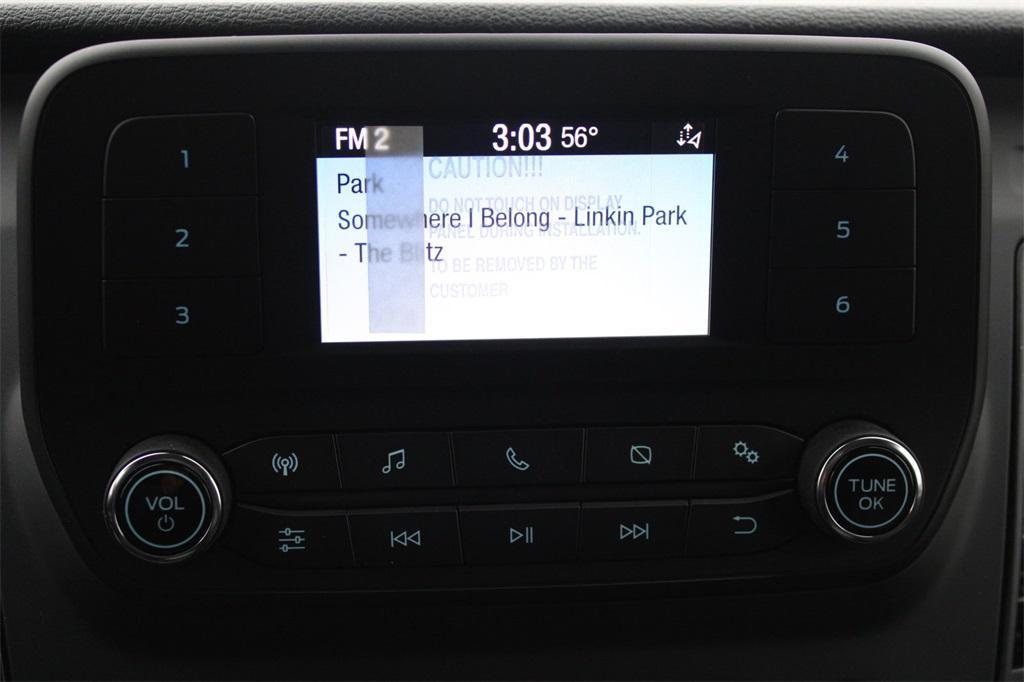 FM 2 3:03 56°
Park
Somewhere I Belong - Linkin Park
- The Blitz
CAUTION!!!
DO NOT TOUCH ON DISPLAY
PANEL DURING INSTALLATION.
TO BE REMOVED BY THE
CUSTOMER
1
2
3
4
5
6
VOL
TUNE
OK